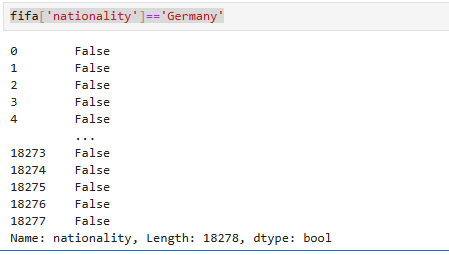 fifa['nationality']=='Germany'
0        False
1        False
2        False
3        False
4        False
         ...
18273    False
18274    False
18275    False
18276    False
18277    False
Name: nationality, Length: 18278, dtype: bool